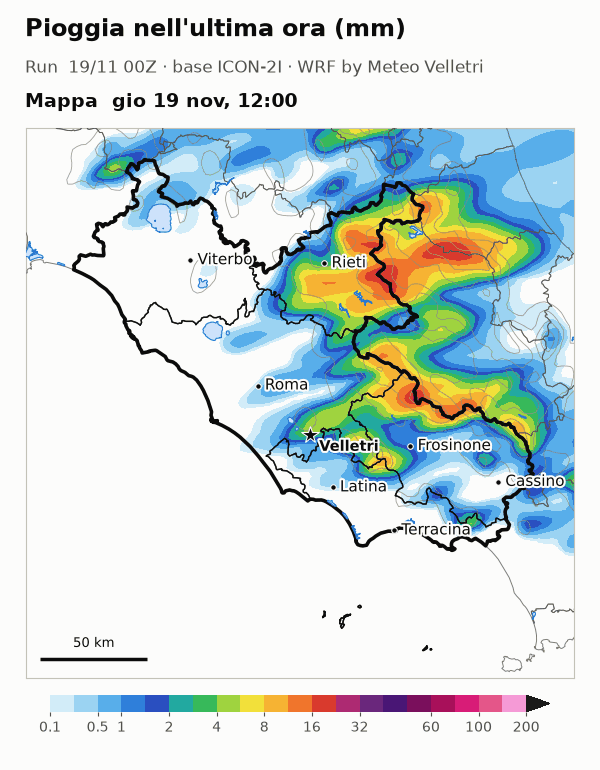 Pioggia nell'ultima ora (mm)
Run  19/11 00Z · base ICON-2I · WRF by Meteo Velletri
Mappa  gio 19 nov, 12:00
Viterbo
Rieti
Roma
Velletri
Frosinone
Latina
Cassino
Terracina
50 km
0.1 0.5 1 2 4 8 16 32 60 100 200